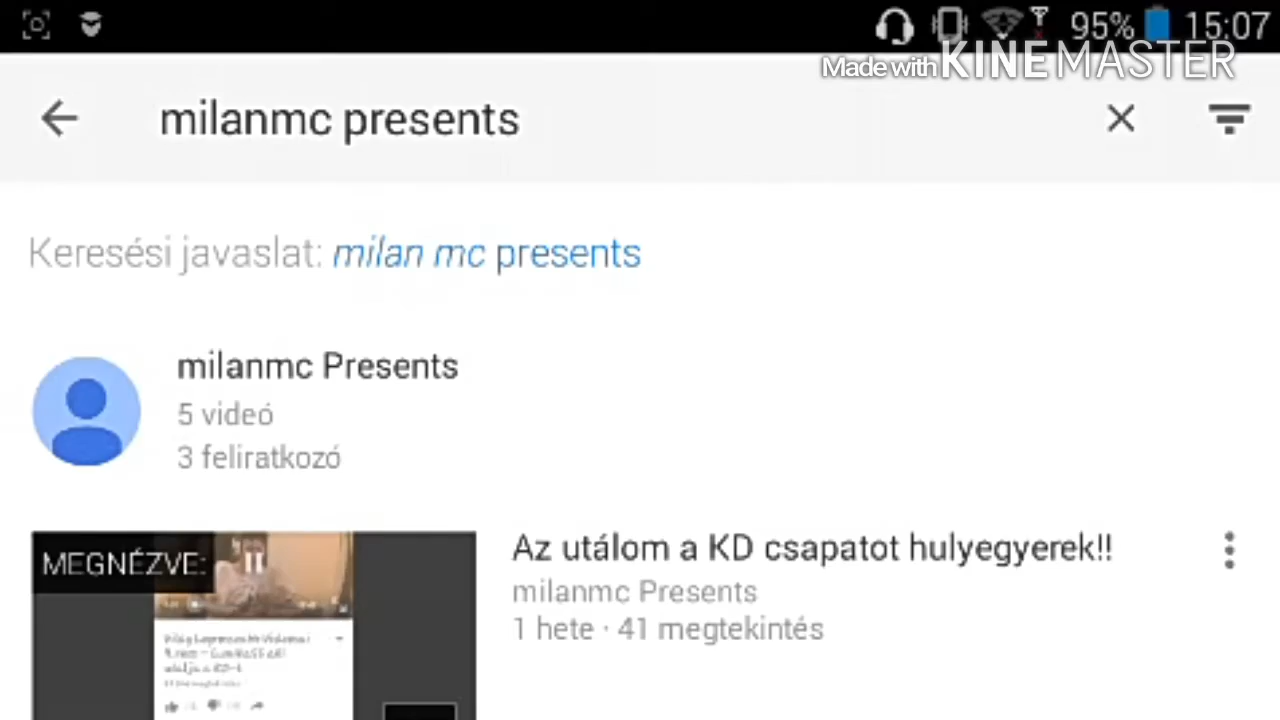 95% 15:07
Made with KINEMASTER
milanmc presents
Keresési javaslat: milan mc presents
milanmc Presents
5 videó
3 feliratkozó
MEGNÉZVE:
Az utálom a KD csapatot hulyegyerek!!
milanmc Presents
1 hete · 41 megtekintés